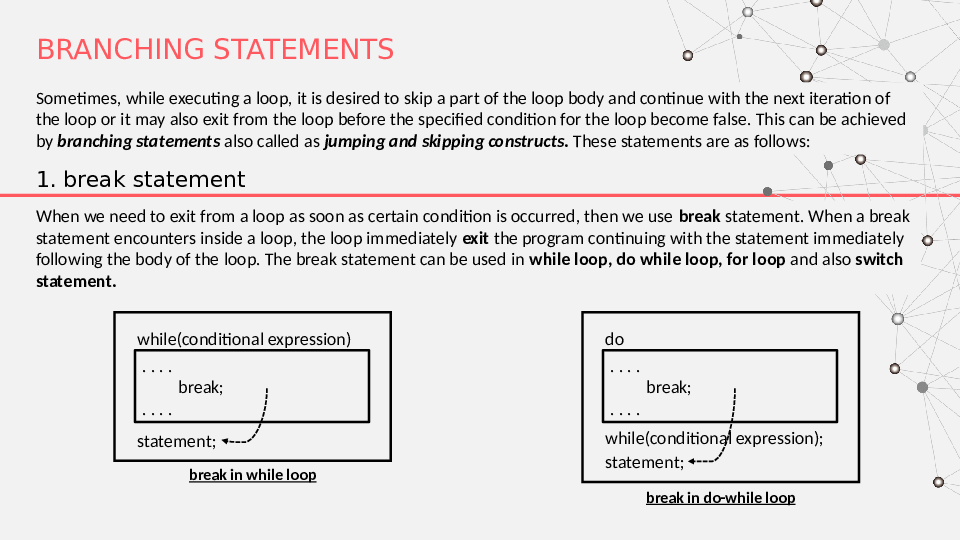 BRANCHING STATEMENTS
Sometimes, while executing a loop, it is desired to skip a part of the loop body and continue with the next iteration of
the loop or it may also exit from the loop before the specified condition for the loop become false. This can be achieved
by branching statements also called as jumping and skipping constructs. These statements are as follows:
1. break statement
When we need to exit from a loop as soon as certain condition is occurred, then we use break statement. When a break
statement encounters inside a loop, the loop immediately exit the program continuing with the statement immediately
following the body of the loop. The break statement can be used in while loop, do while loop, for loop and also switch
statement.
while(conditional expression)
. . . .
break;
. . . .
statement;
break in while loop
do
. . . .
break;
. . . .
while(conditional expression);
statement;
break in do-while loop